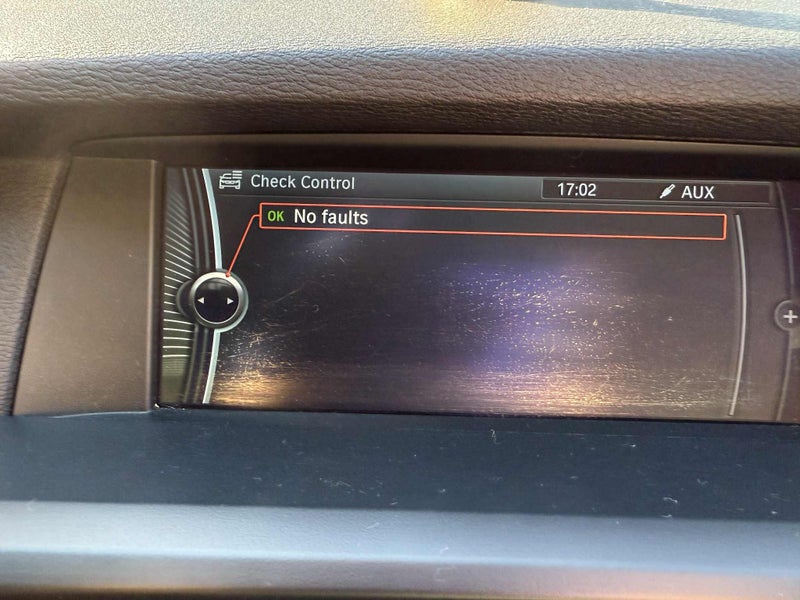 Check Control
17:02
AUX
OK No faults